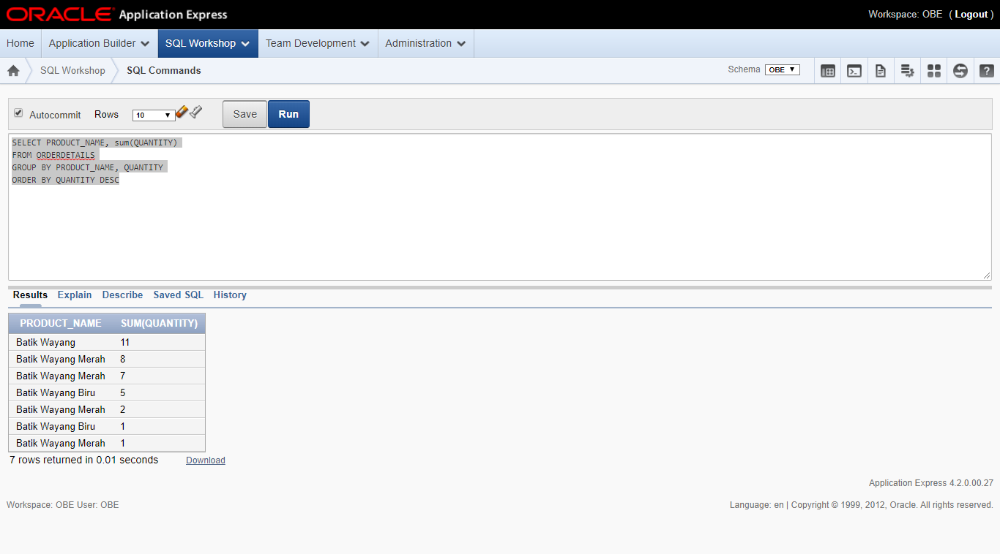 ORACLE Application Express
Workspace: OBE ( Logout )
Home Application Builder SQL Workshop Team Development Administration
SQL Workshop SQL Commands
Schema OBE
Autocommit Rows 10 Save Run
SELECT PRODUCT_NAME, sum(QUANTITY)
FROM ORDERDETAILS
GROUP BY PRODUCT_NAME, QUANTITY
ORDER BY QUANTITY DESC
Results Explain Describe Saved SQL History
PRODUCT_NAME SUM(QUANTITY)
Batik Wayang 11
Batik Wayang Merah 8
Batik Wayang Merah 7
Batik Wayang Biru 5
Batik Wayang Merah 2
Batik Wayang Biru 1
Batik Wayang Merah 1
7 rows returned in 0.01 seconds Download
Application Express 4.2.0.00.27
Workspace: OBE User: OBE
Language: en | Copyright © 1999, 2012, Oracle. All rights reserved.